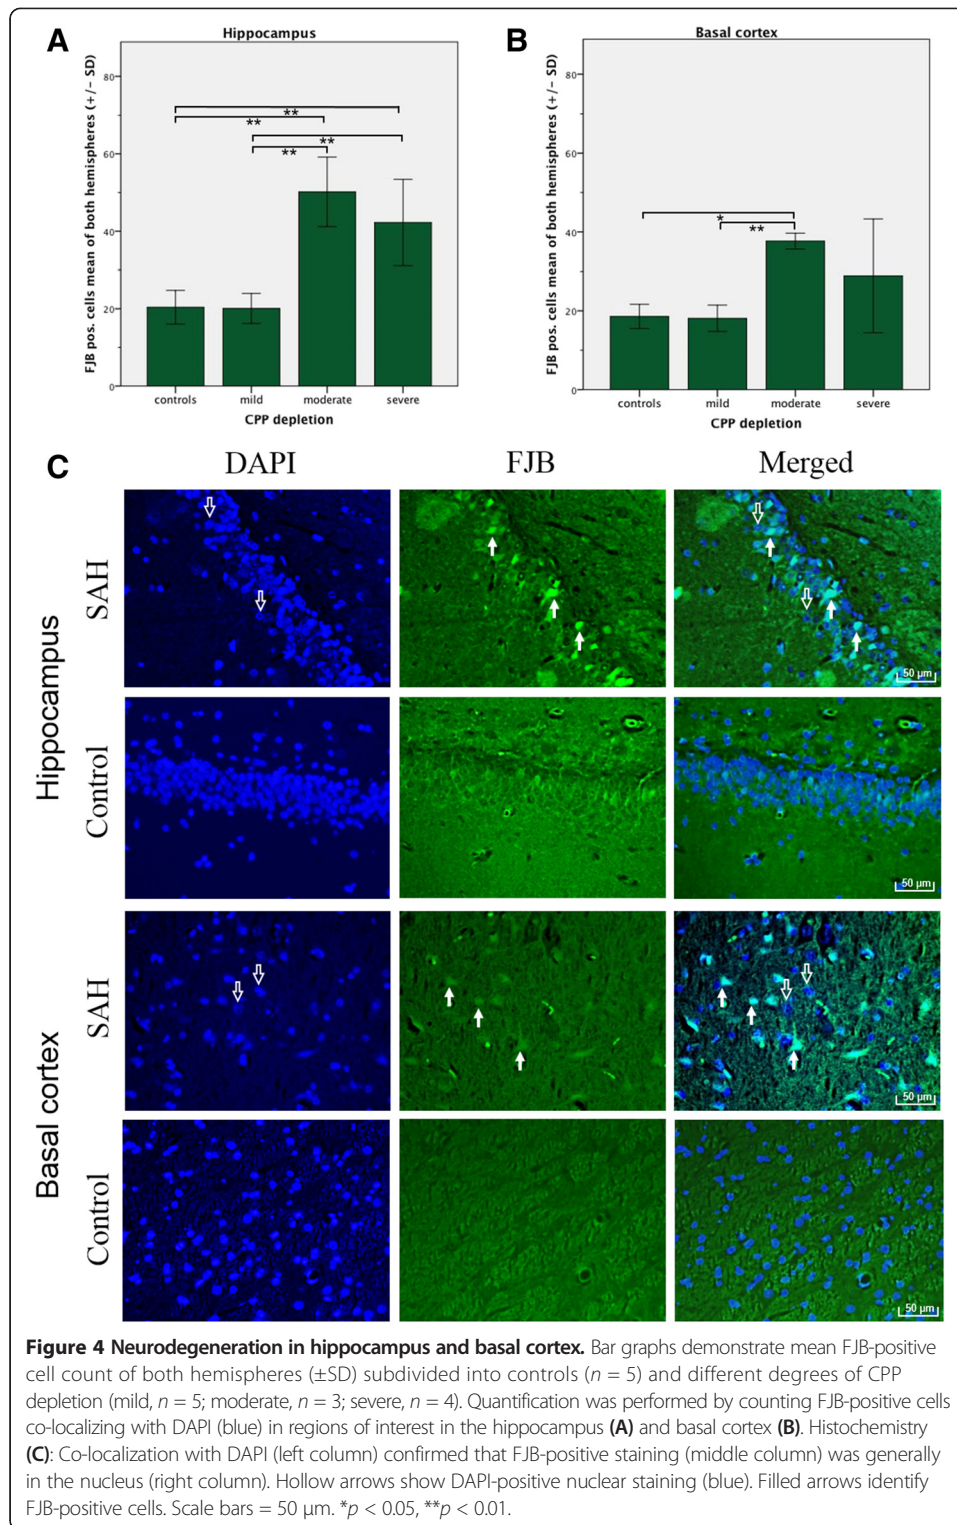 A
Hippocampus
FJB pos. cells mean of both hemispheres (+/- SD)
80
60
40
20
0
**
**
**
**
controls mild moderate severe
CPP depletion
B
Basal cortex
FJB pos. cells mean of both hemispheres (+/- SD)
80
60
40
20
0
*
**
controls mild moderate severe
CPP depletion
C
DAPI FJB Merged
Hippocampus
SAH
50 µm
Control
50 µm
Basal cortex
SAH
50 µm
Control
50 µm
Figure 4 Neurodegeneration in hippocampus and basal cortex. Bar graphs demonstrate mean FJB-positive
cell count of both hemispheres (±SD) subdivided into controls (n = 5) and different degrees of CPP
depletion (mild, n = 5; moderate, n = 3; severe, n = 4). Quantification was performed by counting FJB-positive cells
co-localizing with DAPI (blue) in regions of interest in the hippocampus (A) and basal cortex (B). Histochemistry
(C): Co-localization with DAPI (left column) confirmed that FJB-positive staining (middle column) was generally
in the nucleus (right column). Hollow arrows show DAPI-positive nuclear staining (blue). Filled arrows identify
FJB-positive cells. Scale bars = 50 µm. *p < 0.05, **p < 0.01.